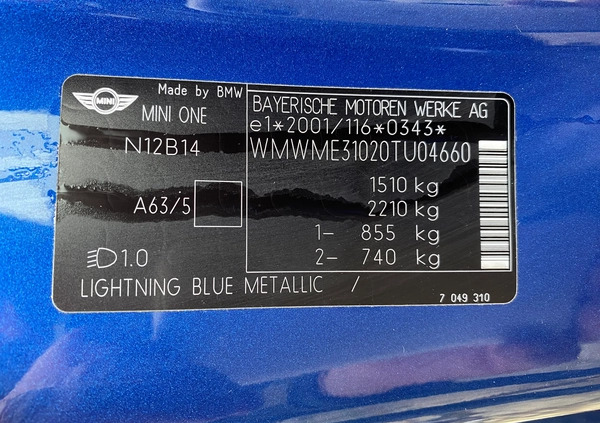 MINI
Made by BMW
MINI ONE
N12B14
A63/5
1.0
LIGHTNING BLUE METALLIC /
BAYERISCHE MOTOREN WERKE AG
e1*2001/116*0343*
WMWME31020TU04660
1510 kg
2210 kg
1- 855 kg
2- 740 kg
7 049 310